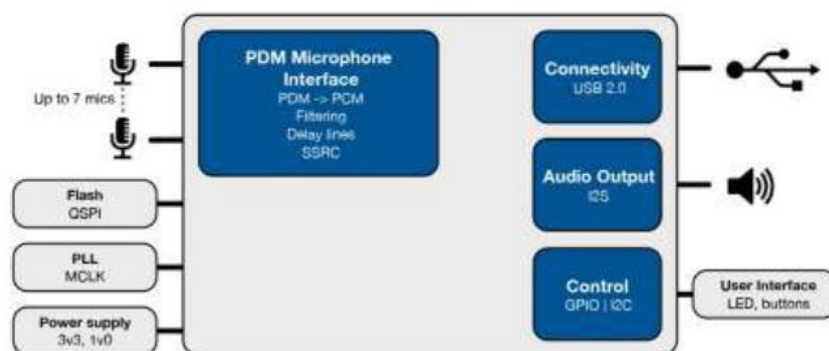 Up to 7 mics
PDM Microphone
Interface
PDM -> PCM
Filtering
Delay lines
SSRC
Connectivity
USB 2.0
Audio Output
I2S
Control
GPIO | I2C
Flash
QSPI
PLL
MCLK
Power supply
3v3, 1v0
User Interface
LED, buttons